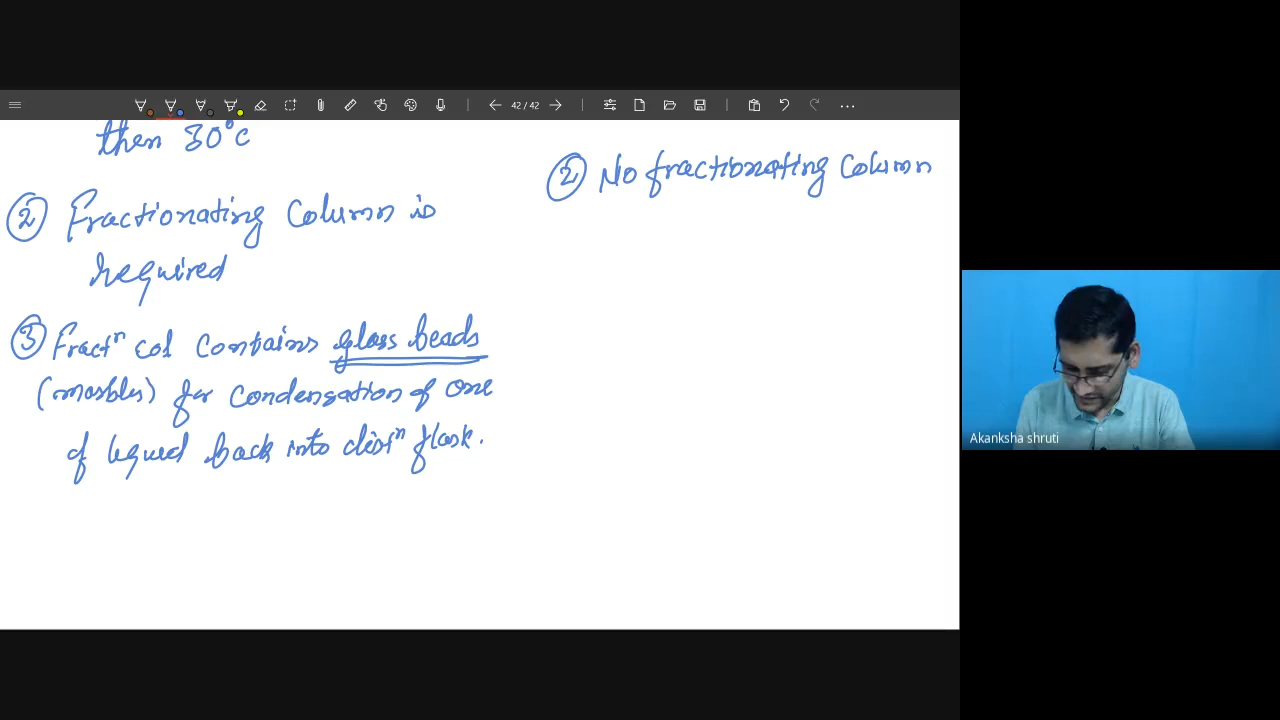 42 / 42
then 30°c
② Fractionating Column is
required
③ Fractⁿ col contains glass beads
(marbles) for condensation of one
of liquid back into distⁿ flask.
② No fractionating column
Akanksha shruti